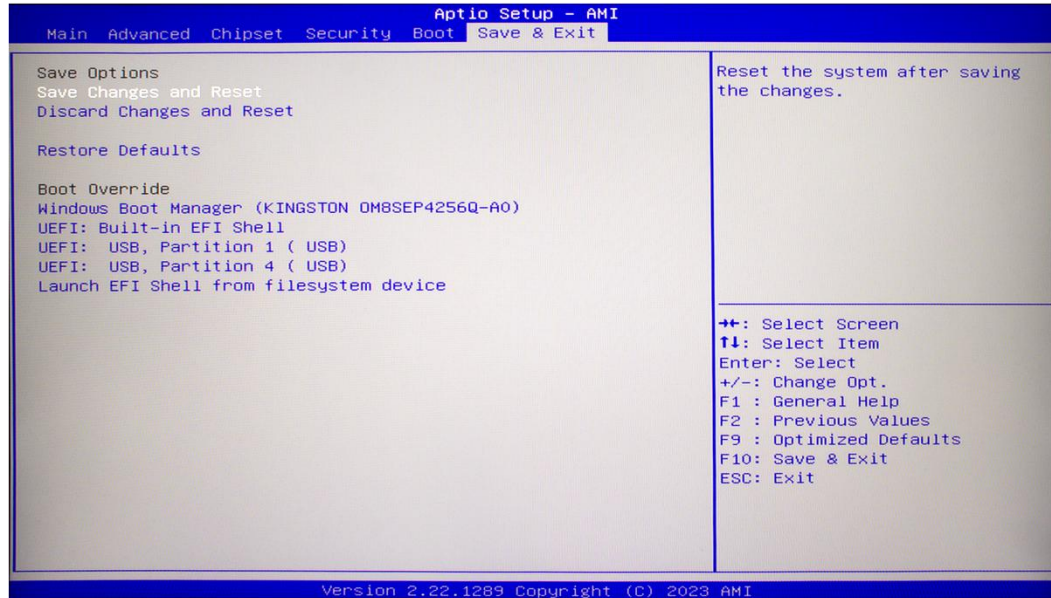 Aptio Setup – AMI
Main Advanced Chipset Security Boot Save & Exit
Save Options
Save Changes and Reset
Discard Changes and Reset
Restore Defaults
Boot Override
Windows Boot Manager (KINGSTON OM8SEP4256Q-A0)
UEFI: Built-in EFI Shell
UEFI: USB, Partition 1 ( USB)
UEFI: USB, Partition 4 ( USB)
Launch EFI Shell from filesystem device
Reset the system after saving
the changes.
→←: Select Screen
↑↓: Select Item
Enter: Select
+/-: Change Opt.
F1 : General Help
F2 : Previous Values
F9 : Optimized Defaults
F10: Save & Exit
ESC: Exit
Version 2.22.1289 Copyright (C) 2023 AMI